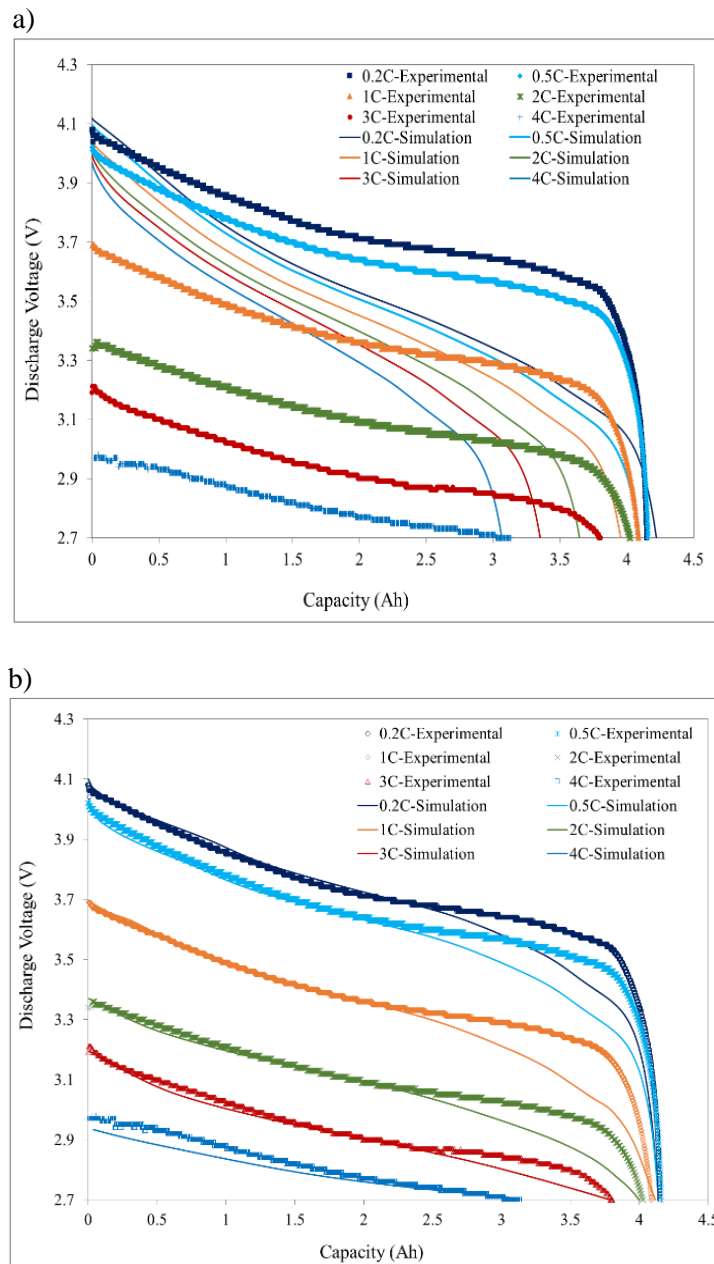 a)
4.3
0.2C-Experimental 0.5C-Experimental
1C-Experimental 2C-Experimental
4.1
3C-Experimental 4C-Experimental
0.2C-Simulation 0.5C-Simulation
1C-Simulation 2C-Simulation
3.9
3C-Simulation 4C-Simulation
3.7
3.5
3.3
3.1
2.9
2.7
Discharge Voltage (V)
0 0.5 1 1.5 2 2.5 3 3.5 4 4.5
Capacity (Ah)
b)
4.3
0.2C-Experimental 0.5C-Experimental
1C-Experimental 2C-Experimental
4.1
3C-Experimental 4C-Experimental
0.2C-Simulation 0.5C-Simulation
1C-Simulation 2C-Simulation
3.9
3C-Simulation 4C-Simulation
3.7
3.5
3.3
3.1
2.9
2.7
Discharge Voltage (V)
0 0.5 1 1.5 2 2.5 3 3.5 4 4.5
Capacity (Ah)